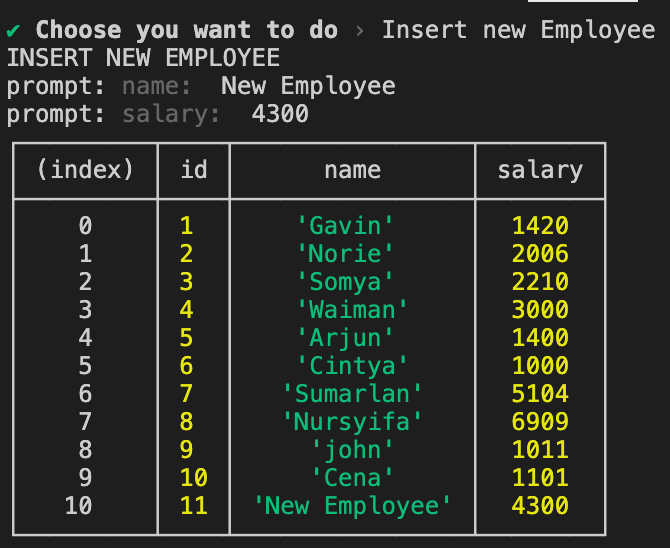 ✔ Choose you want to do › Insert new Employee
INSERT NEW EMPLOYEE
prompt: name: New Employee
prompt: salary: 4300
(index) id name salary
0 1 'Gavin' 1420
1 2 'Norie' 2006
2 3 'Somya' 2210
3 4 'Waiman' 3000
4 5 'Arjun' 1400
5 6 'Cintya' 1000
6 7 'Sumarlan' 5104
7 8 'Nursyifa' 6909
8 9 'john' 1011
9 10 'Cena' 1101
10 11 'New Employee' 4300